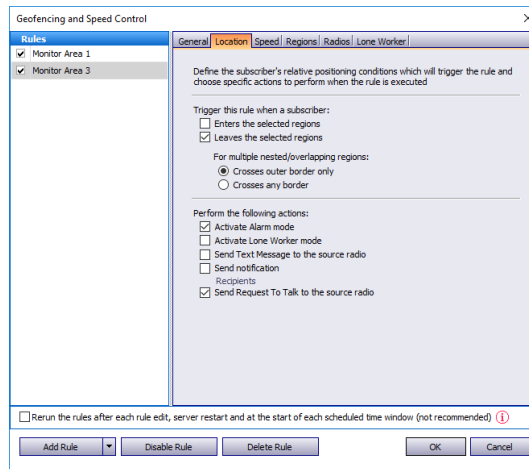 Geofencing and Speed Control
Rules
Monitor Area 1
Monitor Area 3
General Location Speed Regions Radios Lone Worker
Define the subscriber's relative positioning conditions which will trigger the rule and
choose specific actions to perform when the rule is executed
Trigger this rule when a subscriber:
Enters the selected regions
Leaves the selected regions
For multiple nested/overlapping regions:
Crosses outer border only
Crosses any border
Perform the following actions:
Activate Alarm mode
Activate Lone Worker mode
Send Text Message to the source radio
Send notification
Recipients
Send Request To Talk to the source radio
Rerun the rules after each rule edit, server restart and at the start of each scheduled time window (not recommended)
Add Rule Disable Rule Delete Rule OK Cancel